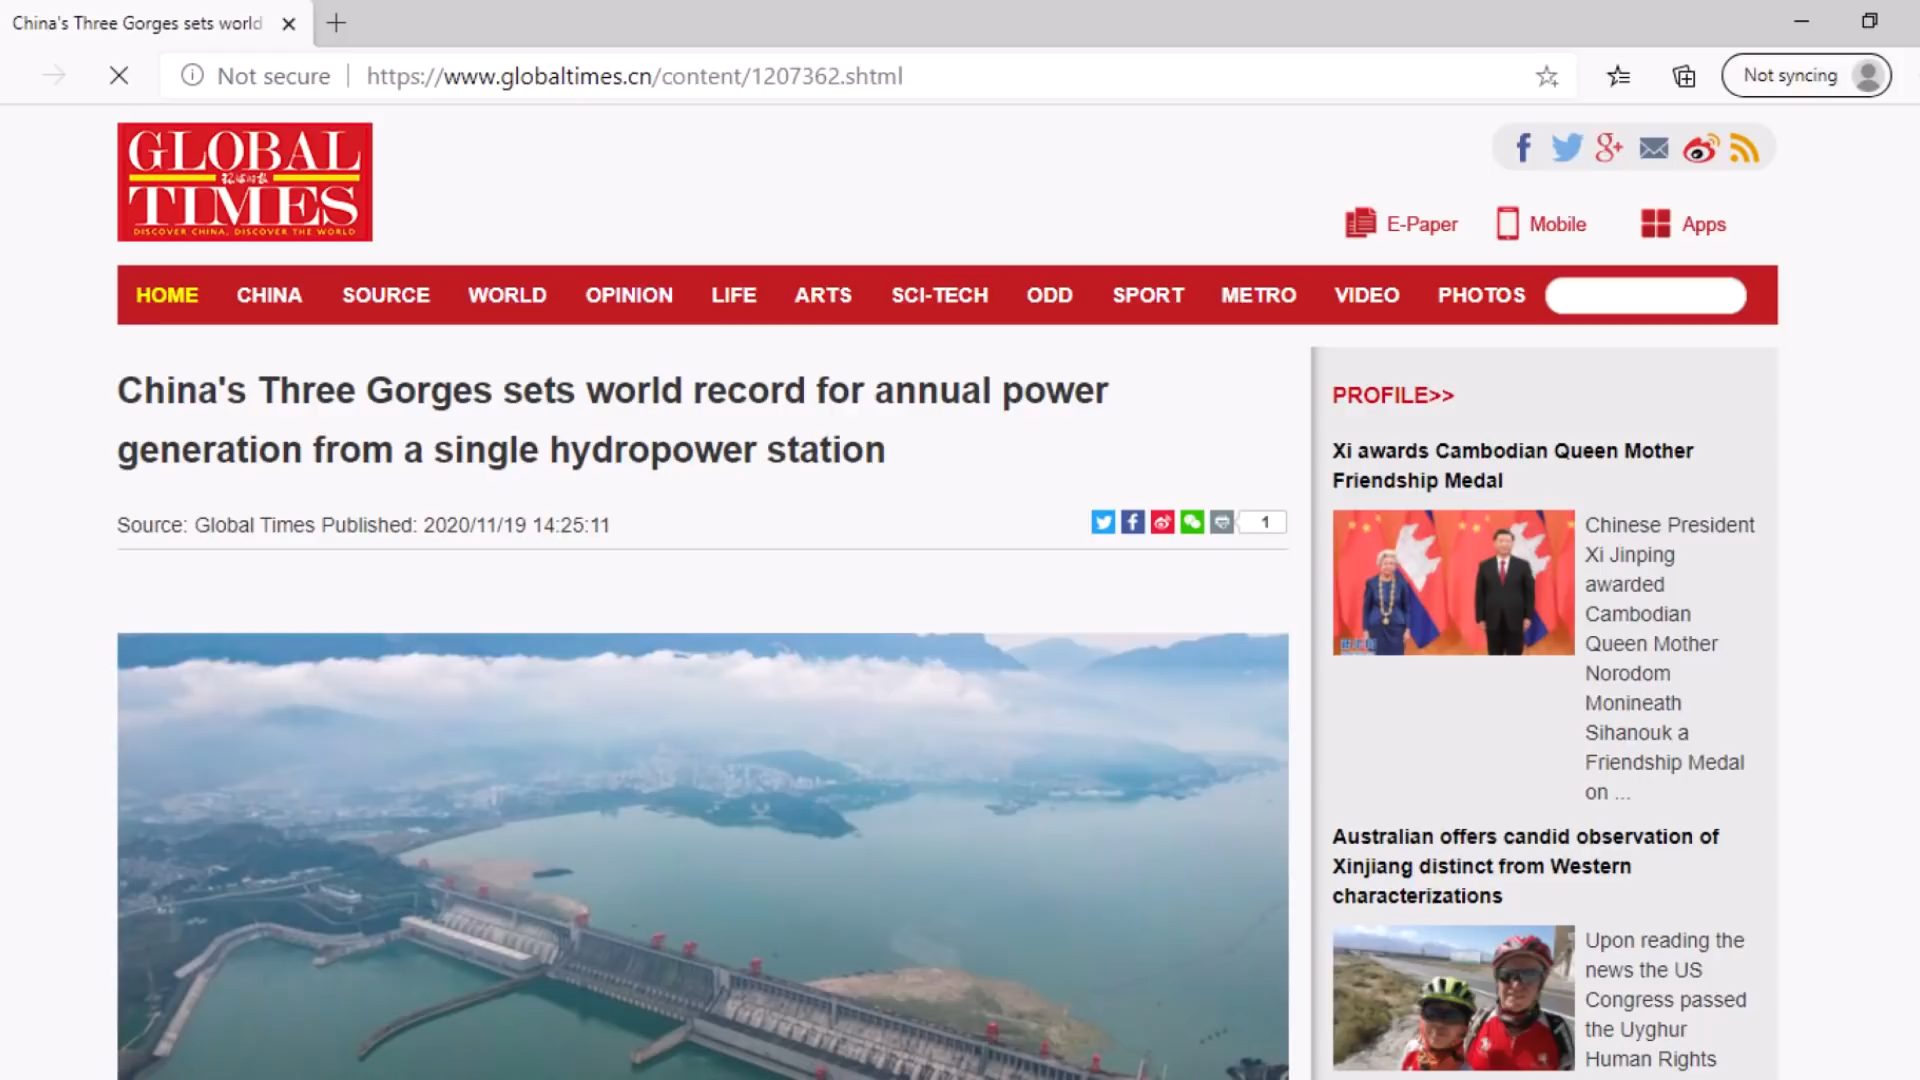 China's Three Gorges sets world
Not secure
https://www.globaltimes.cn/content/1207362.shtml
Not syncing
GLOBAL
TIMES
DISCOVER CHINA, DISCOVER THE WORLD
E-Paper
Mobile
Apps
HOME CHINA SOURCE WORLD OPINION LIFE ARTS SCI-TECH ODD SPORT METRO VIDEO PHOTOS
China's Three Gorges sets world record for annual power
generation from a single hydropower station
Source: Global Times Published: 2020/11/19 14:25:11
1
PROFILE>>
Xi awards Cambodian Queen Mother
Friendship Medal
Chinese President
Xi Jinping
awarded
Cambodian
Queen Mother
Norodom
Monineath
Sihanouk a
Friendship Medal
on ...
Australian offers candid observation of
Xinjiang distinct from Western
characterizations
Upon reading the
news the US
Congress passed
the Uyghur
Human Rights